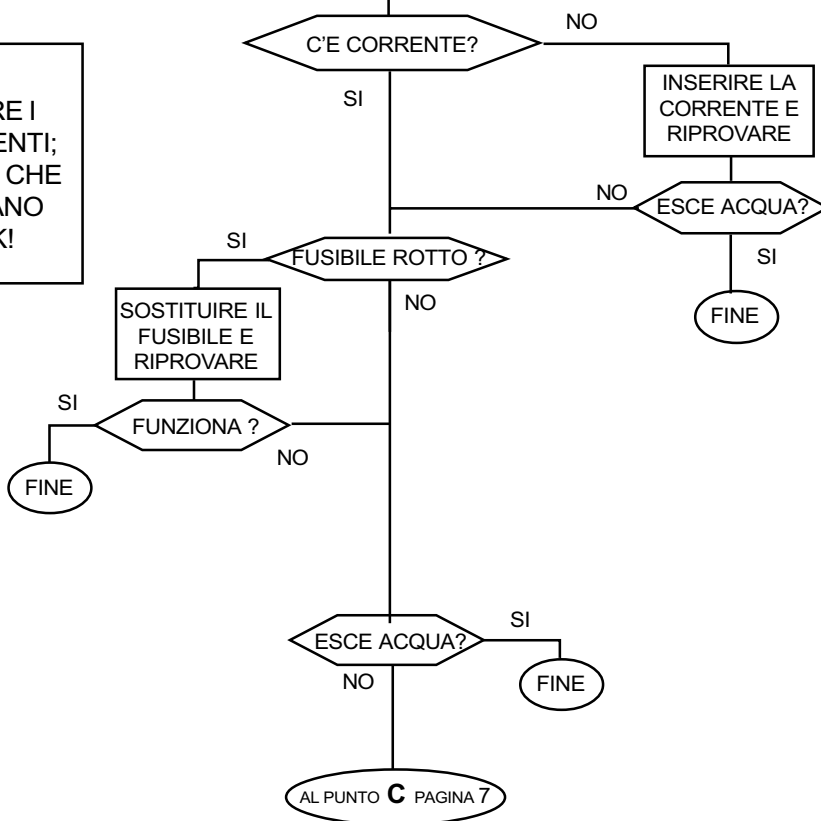 C'E CORRENTE?
NO
SI
INSERIRE LA
CORRENTE E
RIPROVARE
RE I
ENTI;
CHE
ANO
K!
NO
ESCE ACQUA?
SI
FINE
SI
FUSIBILE ROTTO ?
NO
SOSTITUIRE IL
FUSIBILE E
RIPROVARE
SI
FUNZIONA ?
NO
FINE
ESCE ACQUA?
SI
FINE
NO
AL PUNTO C PAGINA 7